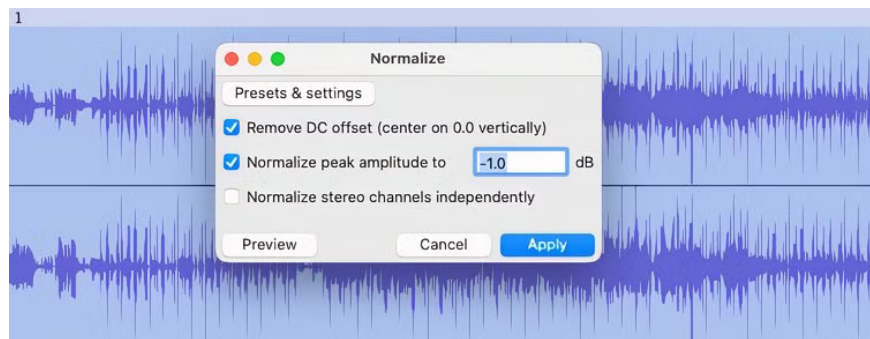 1
Normalize
Presets & settings
Remove DC offset (center on 0.0 vertically)
Normalize peak amplitude to -1.0 dB
Normalize stereo channels independently
Preview Cancel Apply